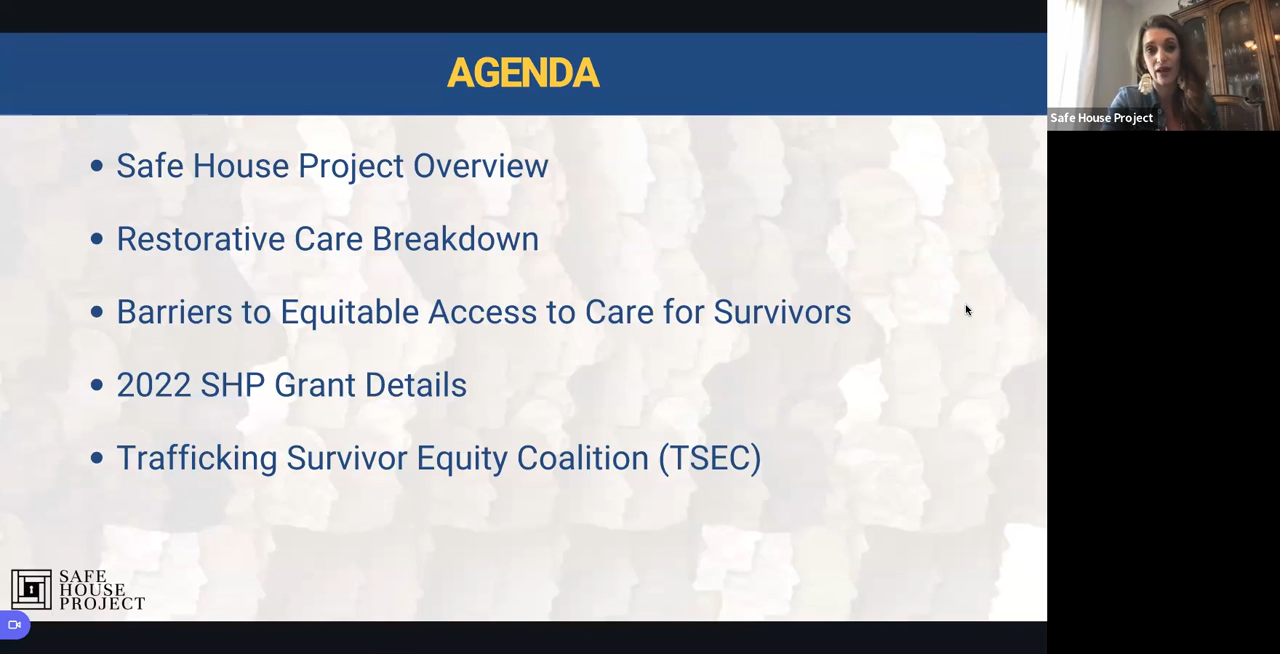 AGENDA
Safe House Project
• Safe House Project Overview
• Restorative Care Breakdown
• Barriers to Equitable Access to Care for Survivors
• 2022 SHP Grant Details
• Trafficking Survivor Equity Coalition (TSEC)
SAFE
HOUSE
PROJECT